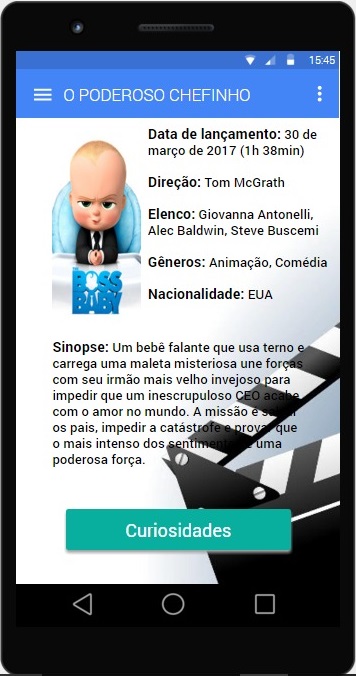 15:45
O PODEROSO CHEFINHO
Data de lançamento: 30 de
março de 2017 (1h 38min)
Direção: Tom McGrath
Elenco: Giovanna Antonelli,
Alec Baldwin, Steve Buscemi
Gêneros: Animação, Comédia
Nacionalidade: EUA
BOSS
BABY
Sinopse: Um bebê falante que usa terno e
carrega uma maleta misteriosa une forças
com seu irmão mais velho invejoso para
impedir que um inescrupuloso CEO acabe
com o amor no mundo. A missão é salvar
os pais, impedir a catástrofe e provar que
o mais intenso dos sentimentos é uma
poderosa força.
Curiosidades